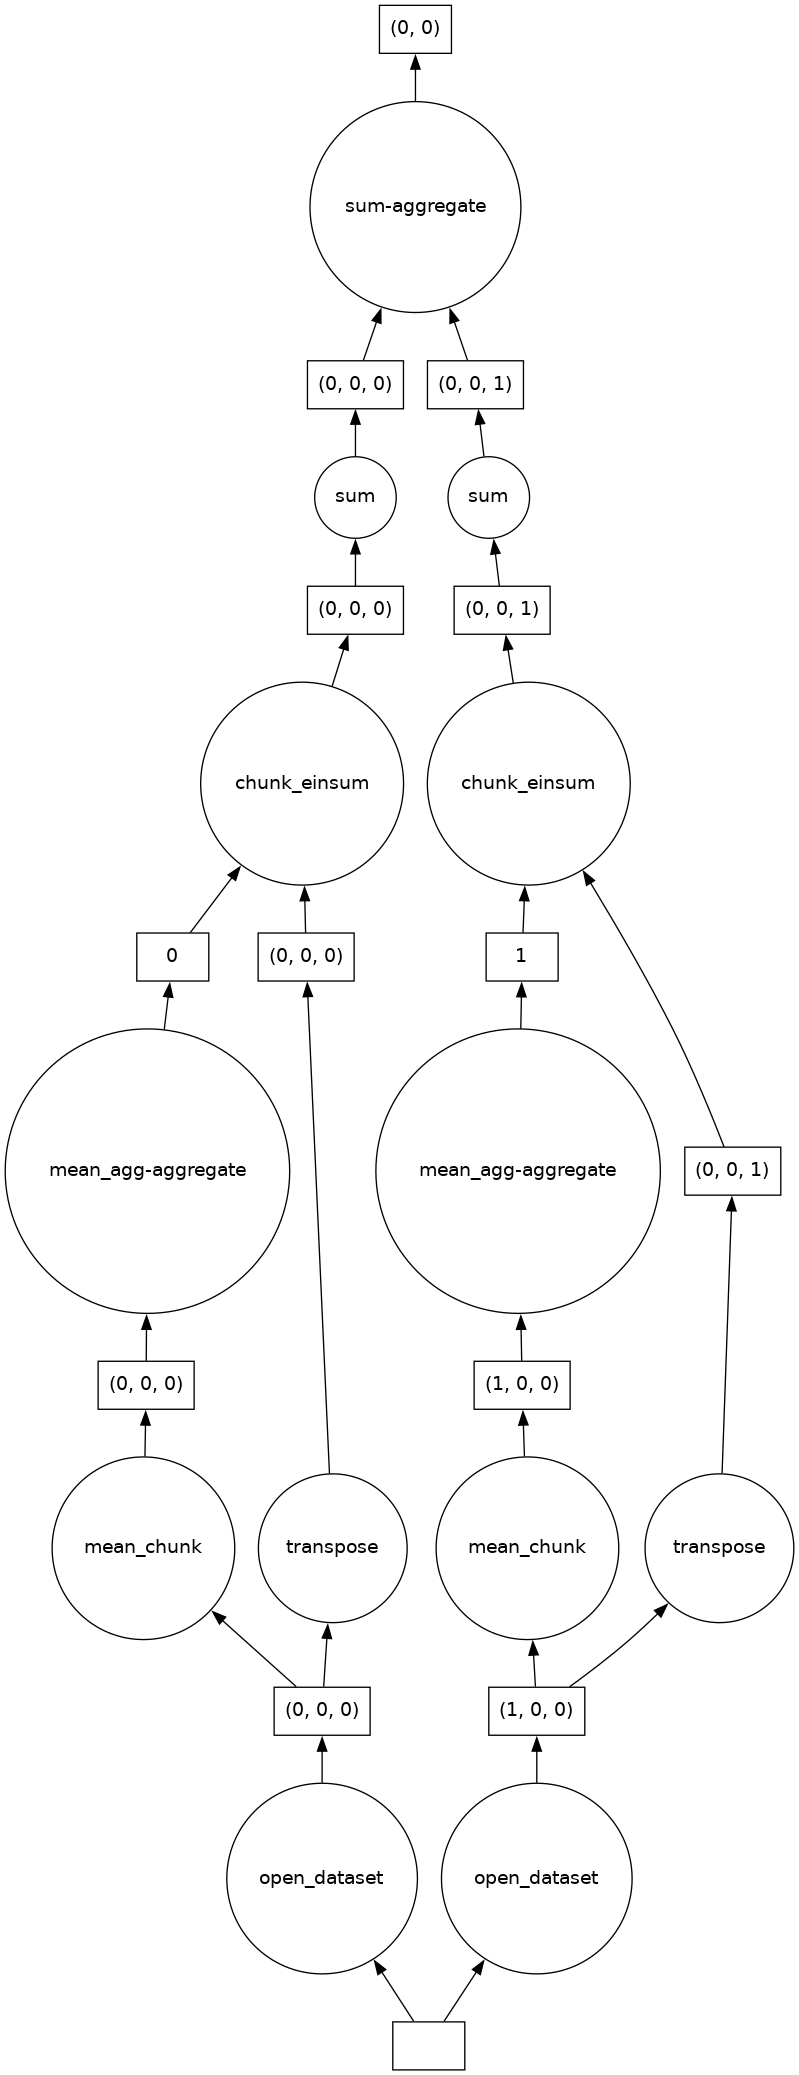 (0, 0)
sum-aggregate
(0, 0, 0)
(0, 0, 1)
sum
sum
(0, 0, 0)
(0, 0, 1)
chunk_einsum
chunk_einsum
0
(0, 0, 0)
1
mean_agg-aggregate
mean_agg-aggregate
(0, 0, 1)
(0, 0, 0)
(1, 0, 0)
mean_chunk
transpose
mean_chunk
transpose
(0, 0, 0)
(1, 0, 0)
open_dataset
open_dataset